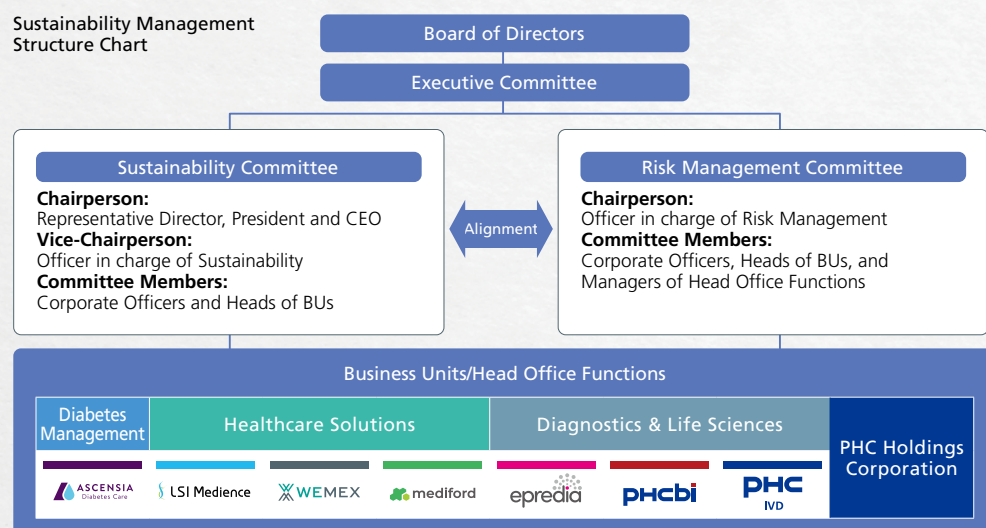 Sustainability Management
Structure Chart
Board of Directors
Executive Committee
Sustainability Committee
Chairperson:
Representative Director, President and CEO
Vice-Chairperson:
Officer in charge of Sustainability
Committee Members:
Corporate Officers and Heads of BUs
Alignment
Risk Management Committee
Chairperson:
Officer in charge of Risk Management
Committee Members:
Corporate Officers, Heads of BUs, and
Managers of Head Office Functions
Business Units/Head Office Functions
Diabetes
Management
Healthcare Solutions
Diagnostics & Life Sciences
PHC Holdings
Corporation
ASCENSIA
Diabetes Care
LSI Medience
WEMEX
mediford
epredia
PHCbi
PHC
IVD